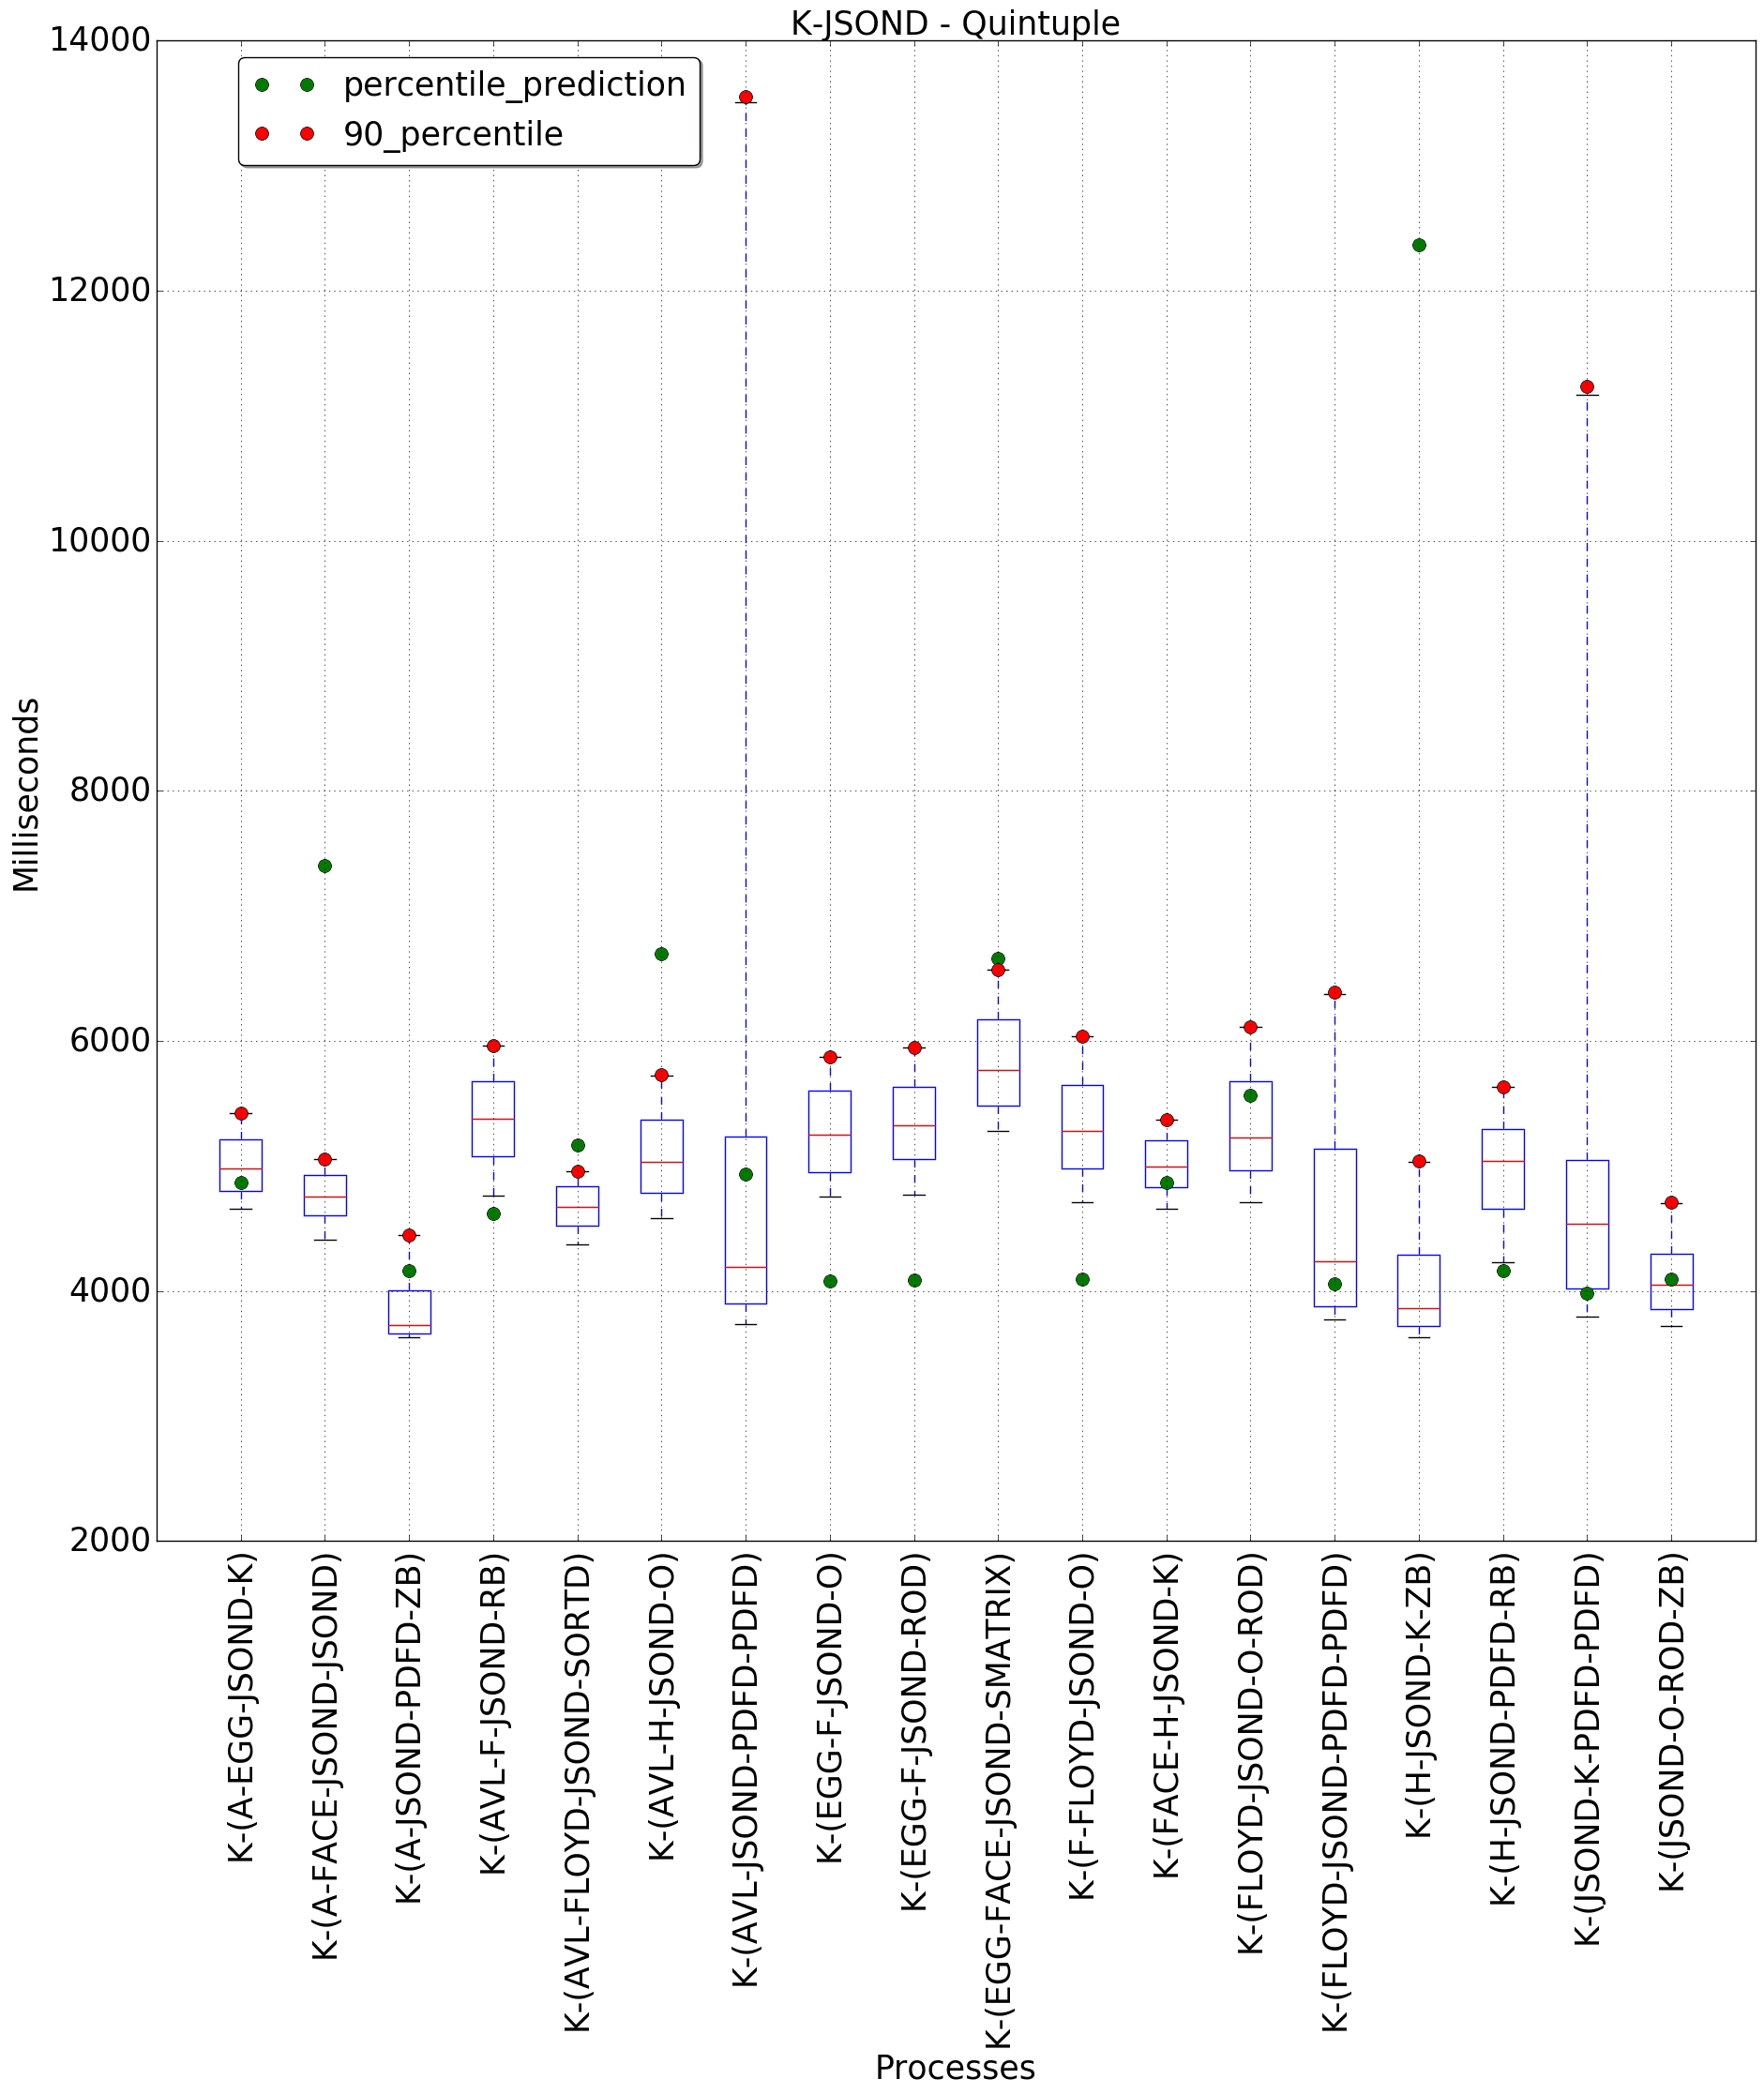 K-JSOND - Quintuple
14000
12000
10000
8000
6000
4000
2000
Milliseconds
percentile_prediction
90_percentile
K-(A-EGG-JSOND-K)
K-(A-FACE-JSOND-JSOND)
K-(A-JSOND-PDFD-ZB)
K-(AVL-F-JSOND-RB)
K-(AVL-FLOYD-JSOND-SORTD)
K-(AVL-H-JSOND-O)
K-(AVL-JSOND-PDFD-PDFD)
K-(EGG-F-JSOND-O)
K-(EGG-F-JSOND-ROD)
K-(EGG-FACE-JSOND-SMATRIX)
K-(F-FLOYD-JSOND-O)
K-(FACE-H-JSOND-K)
K-(FLOYD-JSOND-O-ROD)
K-(FLOYD-JSOND-PDFD-PDFD)
K-(H-JSOND-K-ZB)
K-(H-JSOND-PDFD-RB)
K-(JSOND-K-PDFD-PDFD)
K-(JSOND-O-ROD-ZB)
Processes